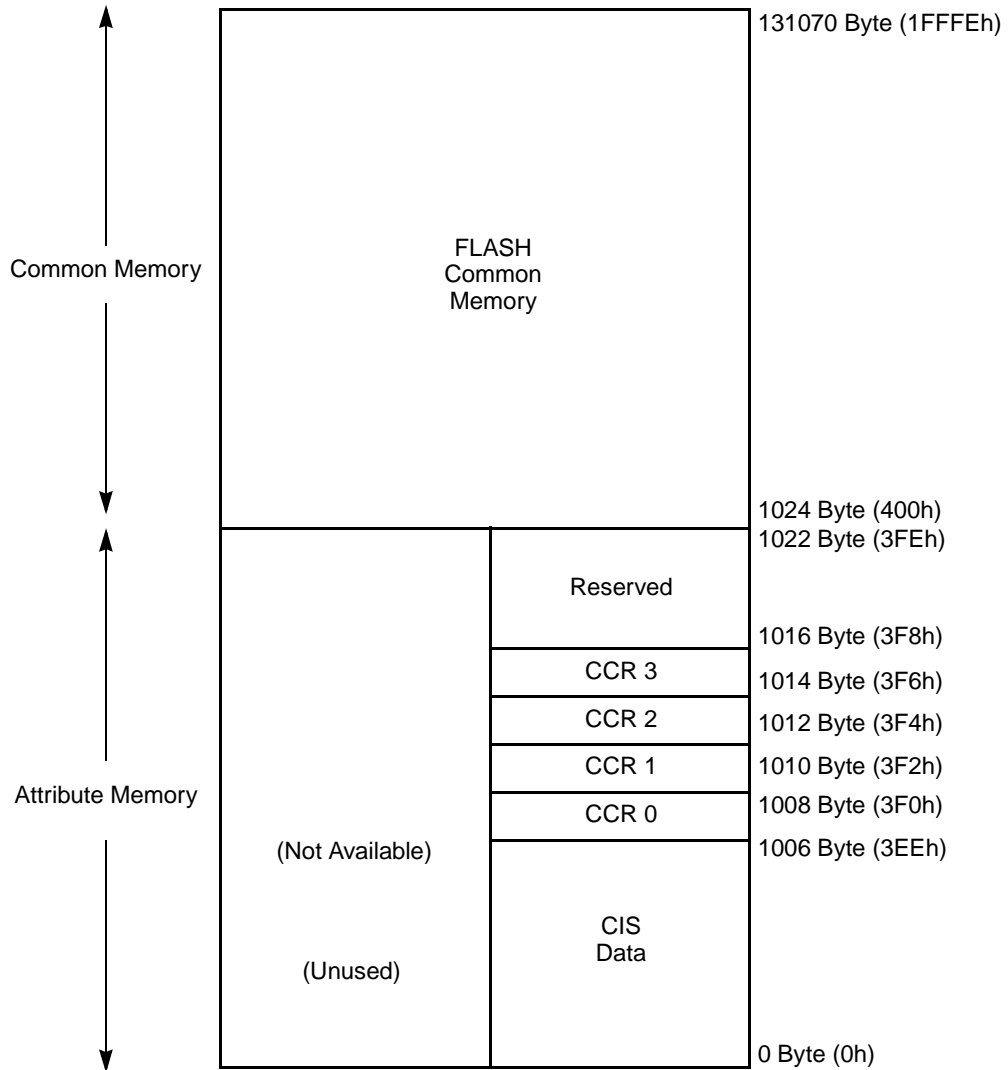 131070 Byte (1FFFEh)
FLASH
Common
Memory
Common Memory
1024 Byte (400h)
1022 Byte (3FEh)
Reserved
1016 Byte (3F8h)
CCR 3
1014 Byte (3F6h)
CCR 2
1012 Byte (3F4h)
CCR 1
1010 Byte (3F2h)
Attribute Memory
CCR 0
1008 Byte (3F0h)
(Not Available)
1006 Byte (3EEh)
CIS
Data
(Unused)
0 Byte (0h)